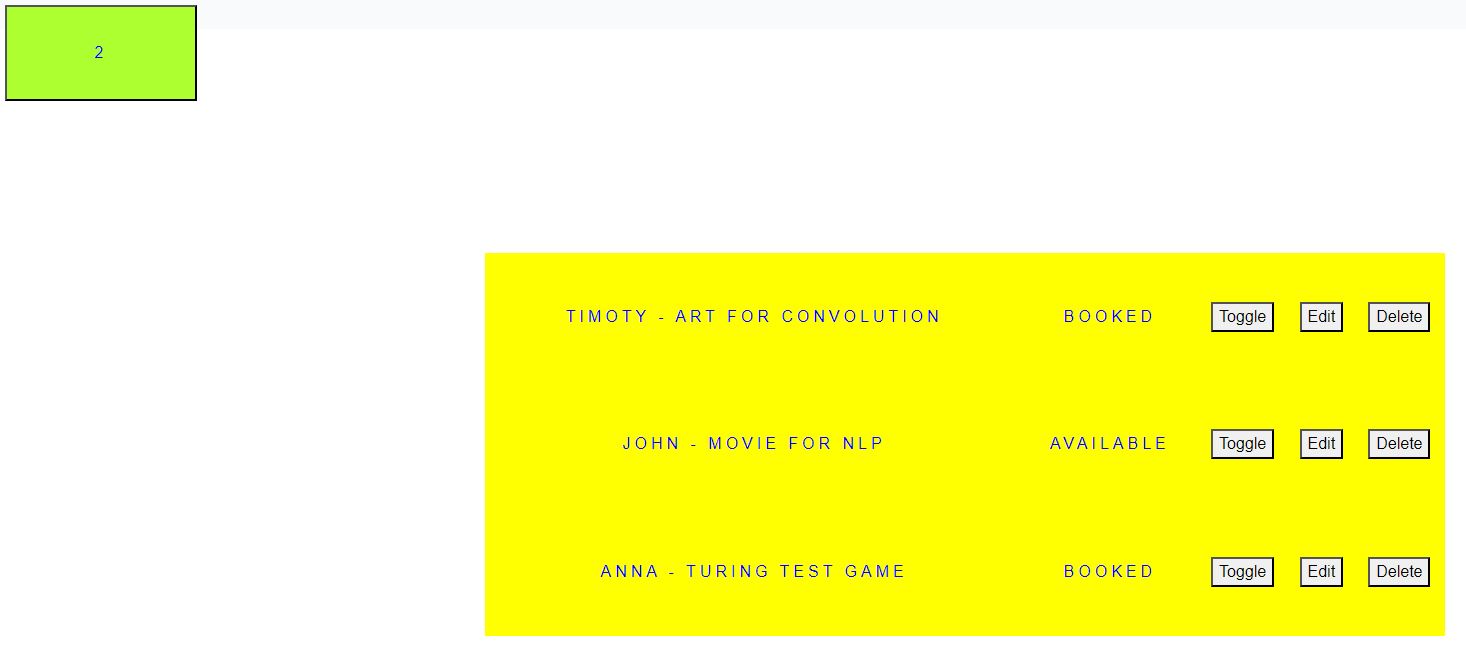 2
TIMOTY - ART FOR CONVOLUTION BOOKED Toggle Edit Delete
JOHN - MOVIE FOR NLP AVAILABLE Toggle Edit Delete
ANNA - TURING TEST GAME BOOKED Toggle Edit Delete